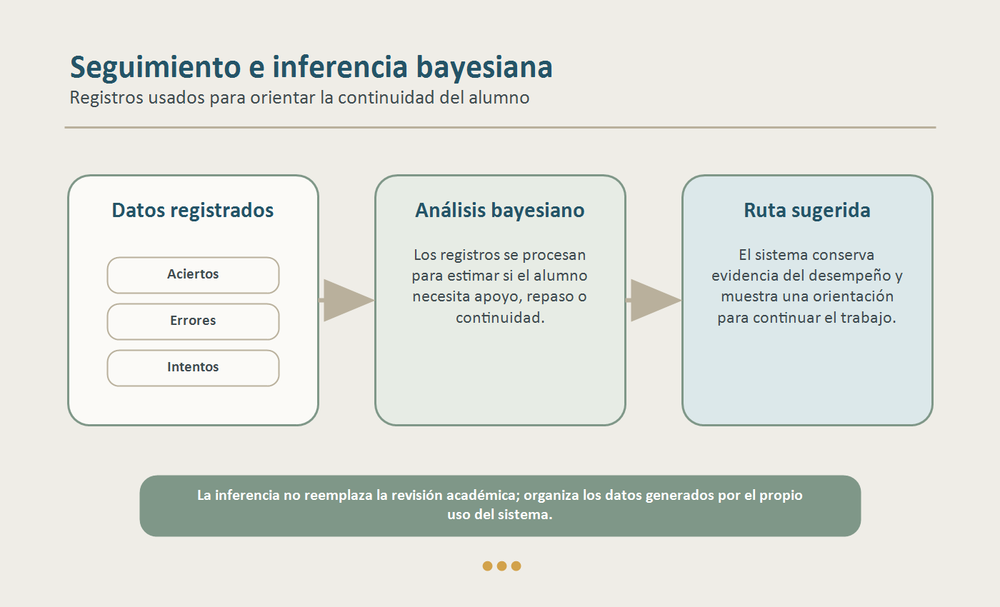 Seguimiento e inferencia bayesiana
Registros usados para orientar la continuidad del alumno
Datos registrados
Aciertos
Errores
Intentos
Análisis bayesiano
Los registros se procesan
para estimar si el alumno
necesita apoyo, repaso o
continuidad.
Ruta sugerida
El sistema conserva
evidencia del desempeño y
muestra una orientación
para continuar el trabajo.
La inferencia no reemplaza la revisión académica; organiza los datos generados por el propio
uso del sistema.